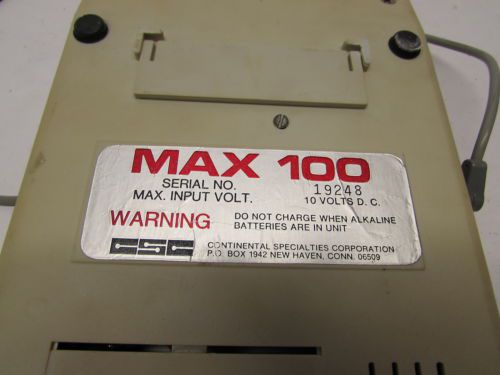 MAX 100
SERIAL NO. 19248
MAX. INPUT VOLT. 10 VOLTS D.C.
WARNING DO NOT CHARGE WHEN ALKALINE
BATTERIES ARE IN UNIT
CSC CONTINENTAL SPECIALTIES CORPORATION
P.O. BOX 1942 NEW HAVEN, CONN. 06509